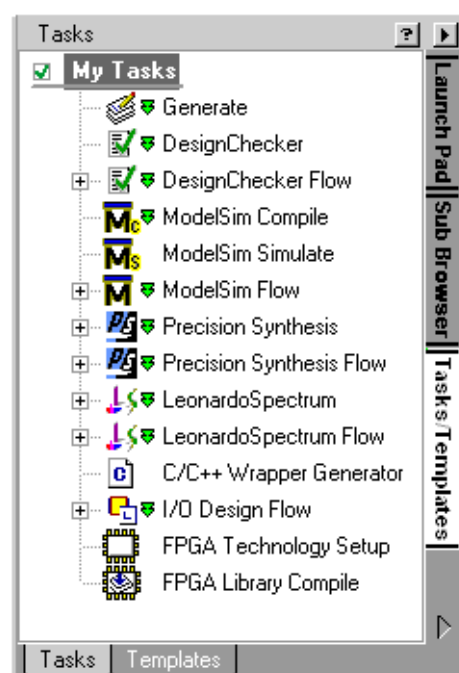 Tasks
?
My Tasks
Generate
DesignChecker
DesignChecker Flow
Mc ModelSim Compile
Ms ModelSim Simulate
M ModelSim Flow
Precision Synthesis
Precision Synthesis Flow
LeonardoSpectrum
LeonardoSpectrum Flow
C C/C++ Wrapper Generator
I/O Design Flow
FPGA Technology Setup
FPGA Library Compile
Tasks Templates
Launch Pad
Sub Browser
Tasks/Templates